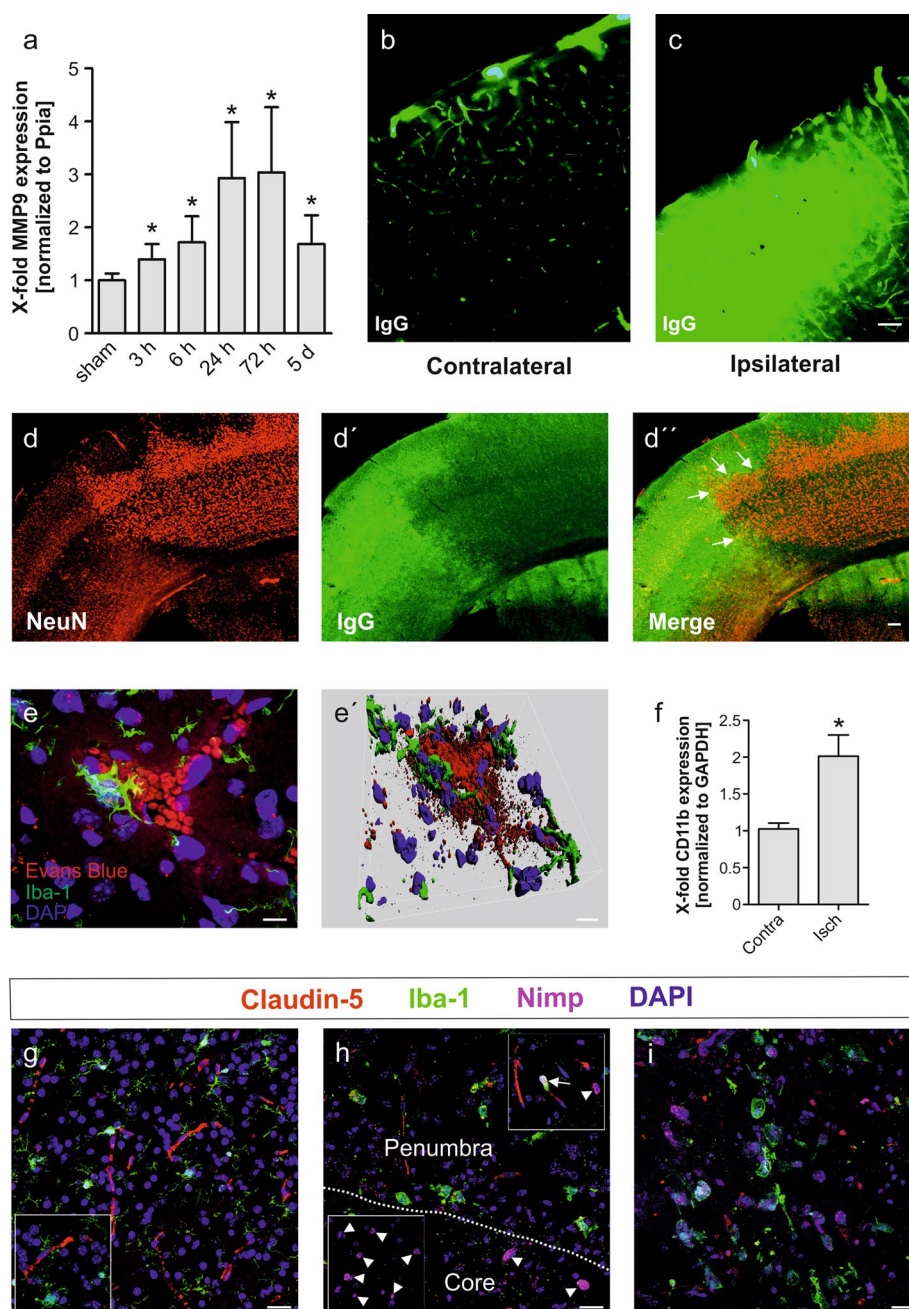 a
X-fold MMP9 expression
[normalized to Ppia]
5
4
3
2
1
0
*
*
*
*
*
sham
3 h
6 h
24 h
72 h
5 d
b
IgG
Contralateral
c
IgG
Ipsilateral
d
NeuN
d´
IgG
d´´
Merge
e
Evans Blue
Iba-1
DAPI
e´
f
X-fold CD11b expression
[normalized to GAPDH]
2.5
2
1.5
1
0.5
0
*
Contra
Isch
Claudin-5 Iba-1 Nimp DAPI
g
h
Penumbra
Core
i